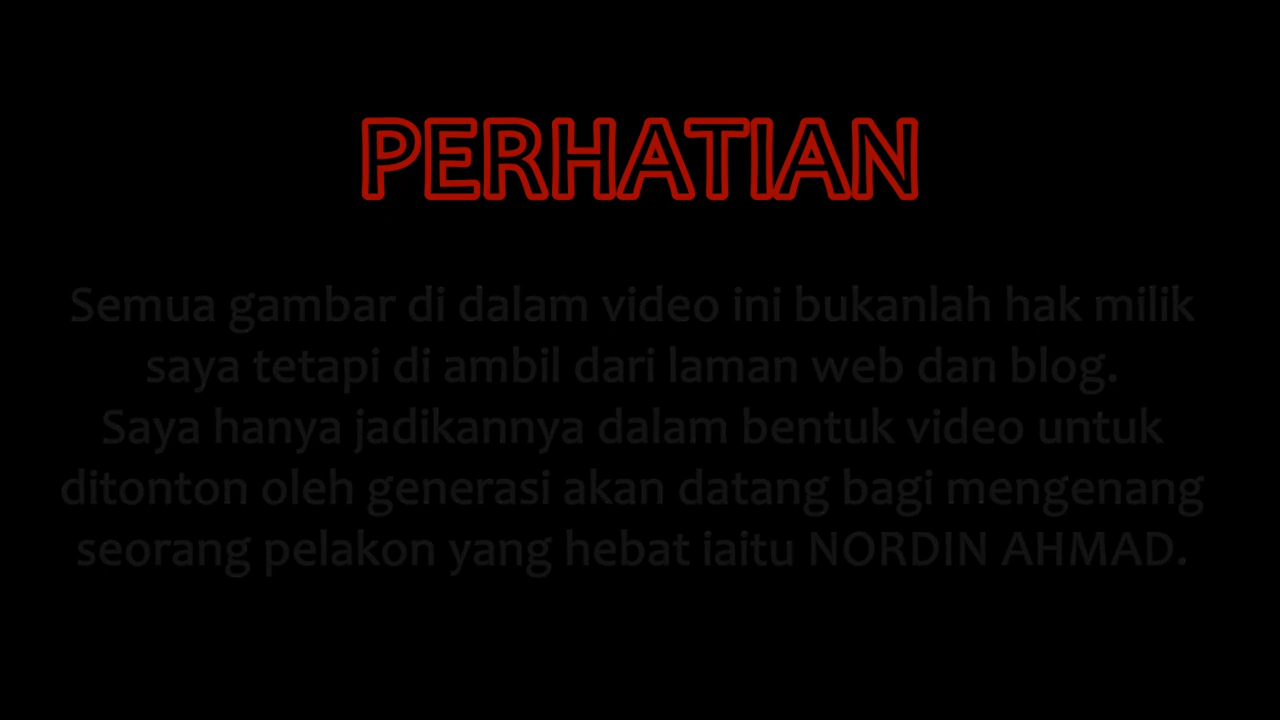 PERHATIAN
Semua gambar di dalam video ini bukanlah hak milik
saya tetapi di ambil dari laman web dan blog.
Saya hanya jadikannya dalam bentuk video untuk
ditonton oleh generasi akan datang bagi mengenang
seorang pelakon yang hebat iaitu NORDIN AHMAD.